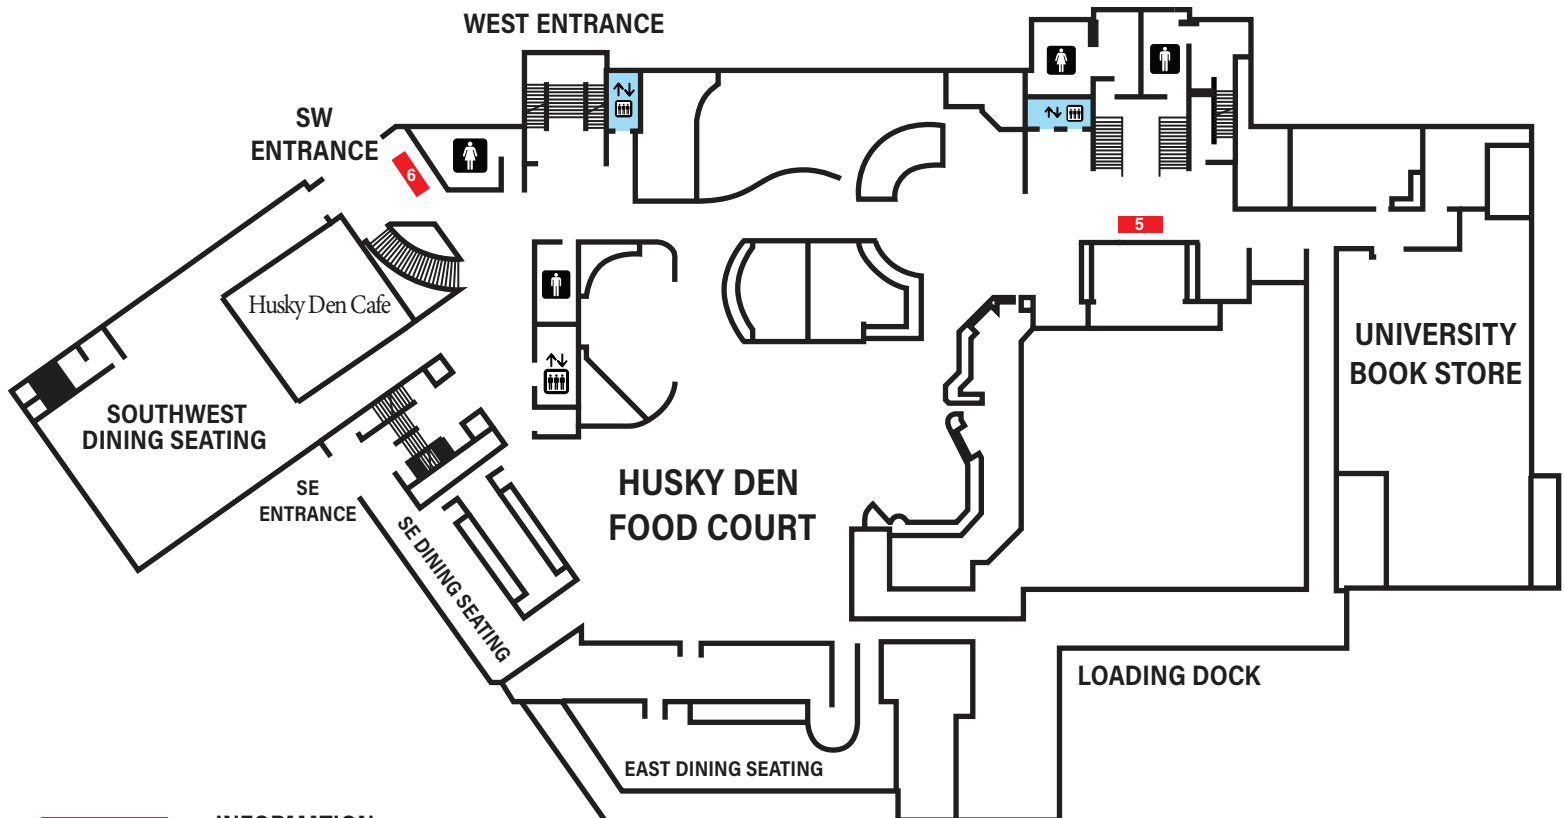 WEST ENTRANCE
SW
ENTRANCE
6
5
Husky Den Cafe
UNIVERSITY
BOOK STORE
SOUTHWEST
DINING SEATING
SE
ENTRANCE
HUSKY DEN
FOOD COURT
SE DINING SEATING
LOADING DOCK
EAST DINING SEATING
INFORMATION